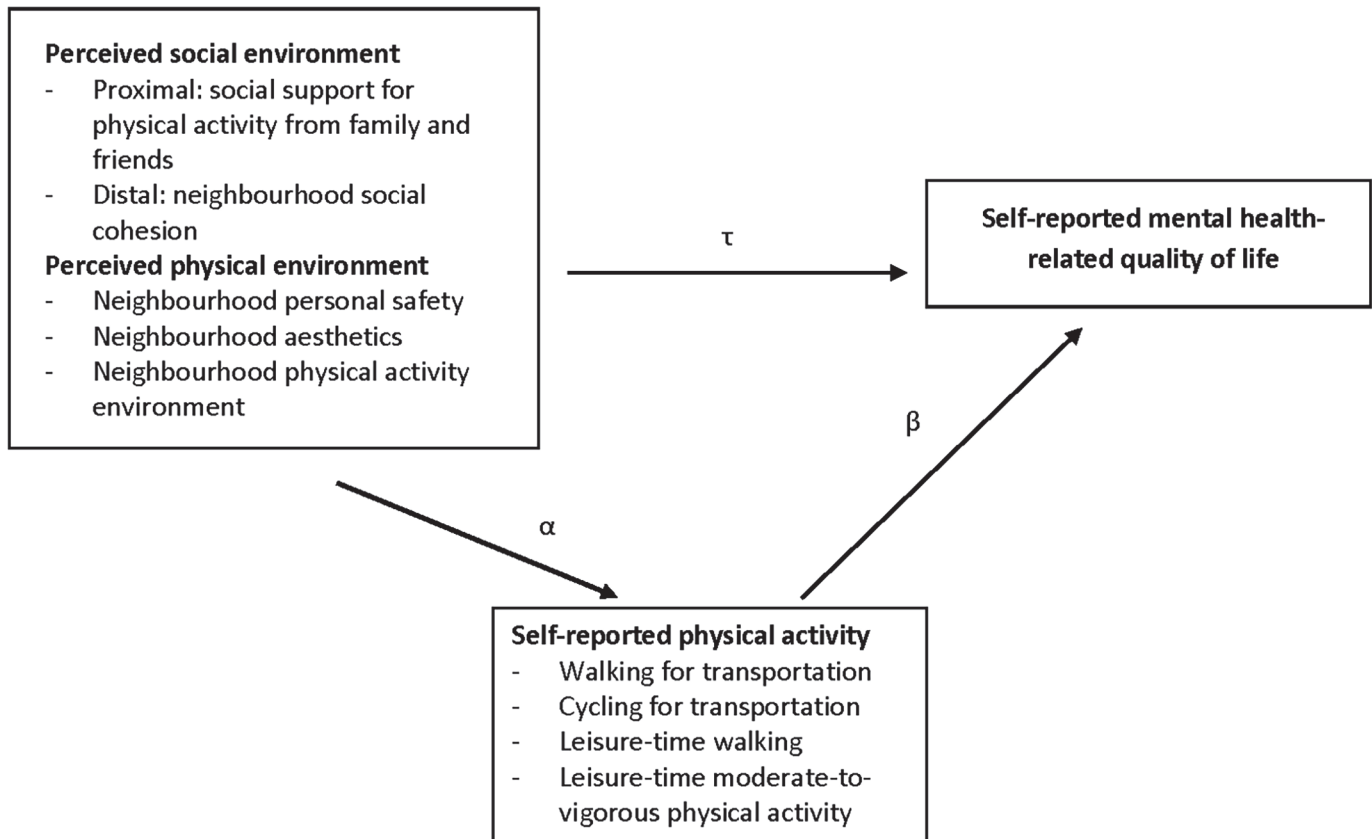 Perceived social environment
- Proximal: social support for
physical activity from family and
friends
- Distal: neighbourhood social
cohesion
Perceived physical environment
- Neighbourhood personal safety
- Neighbourhood aesthetics
- Neighbourhood physical activity
environment
τ
Self-reported mental health-
related quality of life
α
β
Self-reported physical activity
- Walking for transportation
- Cycling for transportation
- Leisure-time walking
- Leisure-time moderate-to-
vigorous physical activity